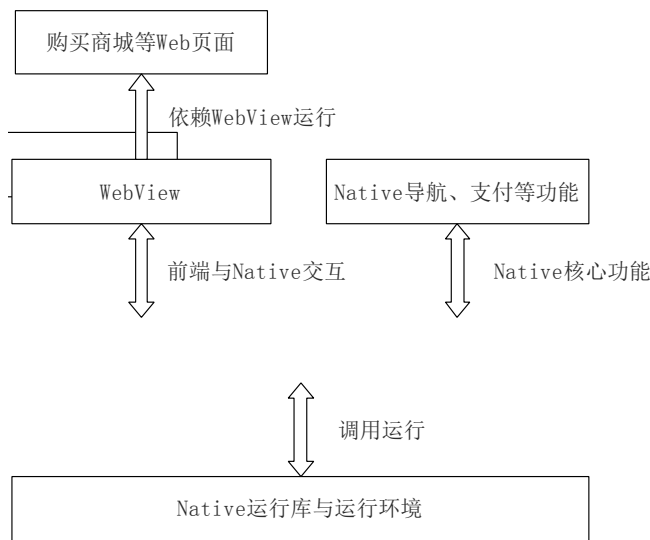 购买商城等Web页面
依赖WebView运行
WebView
Native导航、支付等功能
前端与Native交互
Native核心功能
调用运行
Native运行库与运行环境